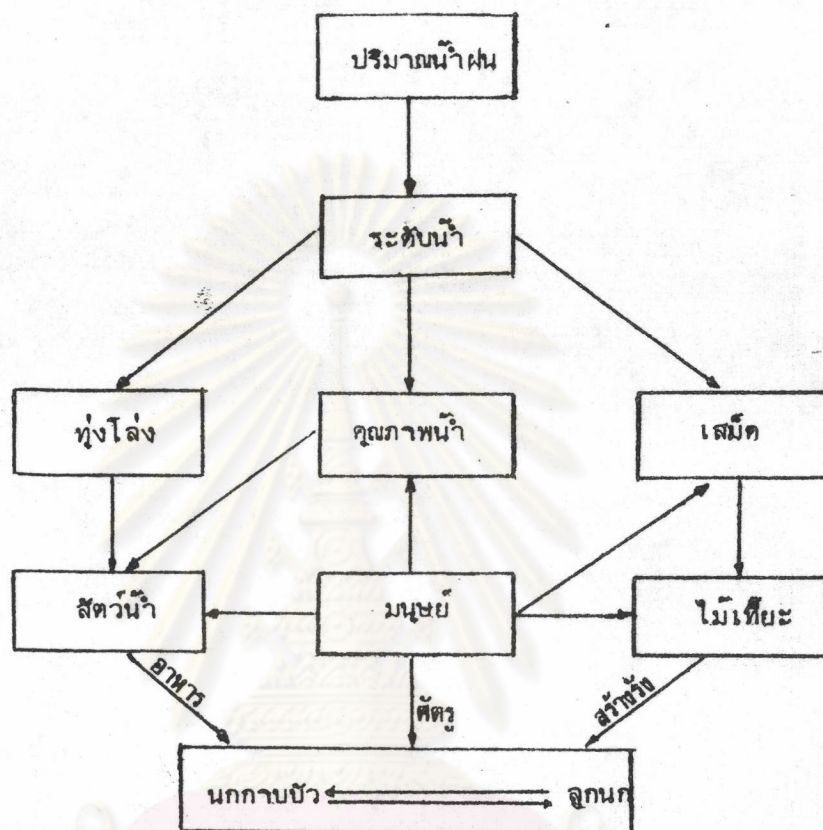 ปริมาณน้ำฝน
ระดับน้ำ
ทุ่งโล่ง
คุณภาพน้ำ
เสม็ด
สัตว์น้ำ
มนุษย์
ไม้เที๊ยะ
อาหาร
ศัตรู
สร้างรัง
นกกาบบัว
ลูกนก